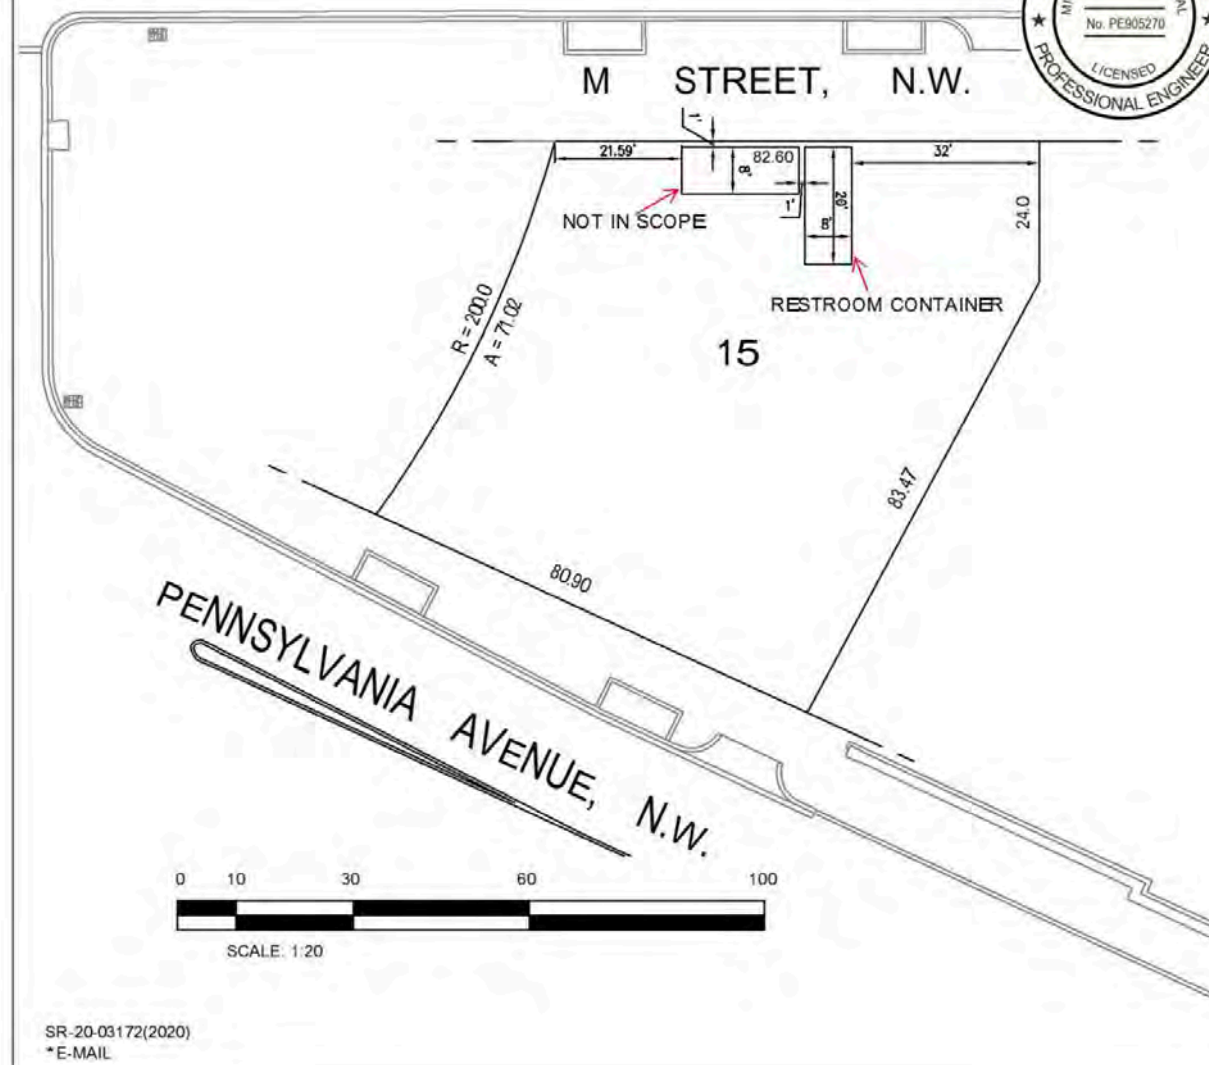 No. PE905270
LICENSED
PROFESSIONAL ENGINEER
M STREET, N.W.
1'
21.59'
82.60
32'
8'
20'
1'
8'
24.0
NOT IN SCOPE
RESTROOM CONTAINER
R = 200.0
A = 71.02
15
83.47
80.90
PENNSYLVANIA AVENUE, N.W.
0 10 30 60 100
SCALE: 1:20
SR-20-03172(2020)
*E-MAIL